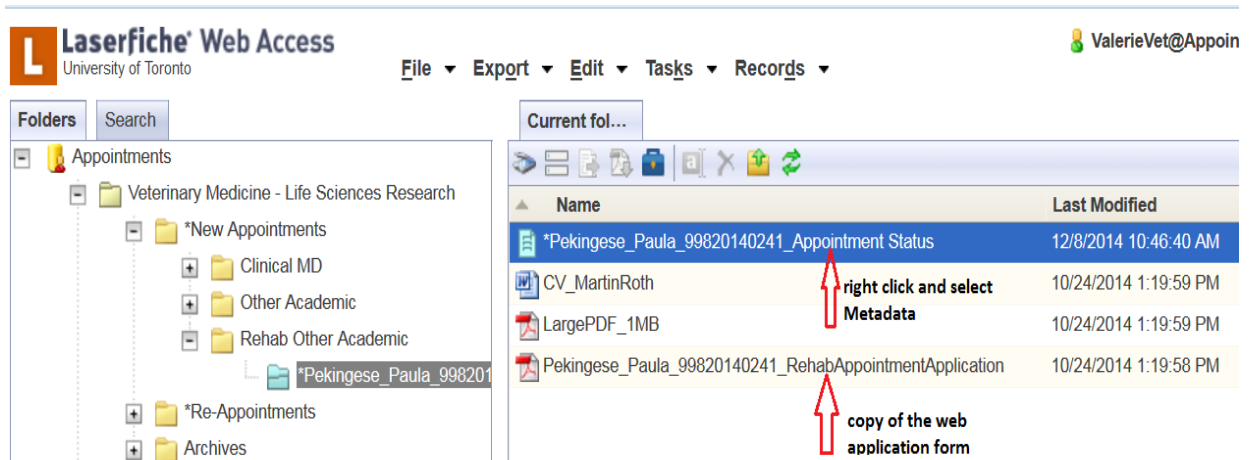 Laserfiche® Web Access
University of Toronto
File Export Edit Tasks Records
ValerieVet@Appoin
Folders Search
Appointments
Veterinary Medicine - Life Sciences Research
*New Appointments
Clinical MD
Other Academic
Rehab Other Academic
*Pekingese_Paula_998201
*Re-Appointments
Archives
Current fol...
Name Last Modified
*Pekingese_Paula_99820140241_Appointment Status 12/8/2014 10:46:40 AM
CV_MartinRoth 10/24/2014 1:19:59 PM
right click and select
Metadata
LargePDF_1MB 10/24/2014 1:19:59 PM
Pekingese_Paula_99820140241_RehabAppointmentApplication 10/24/2014 1:19:58 PM
copy of the web
application form